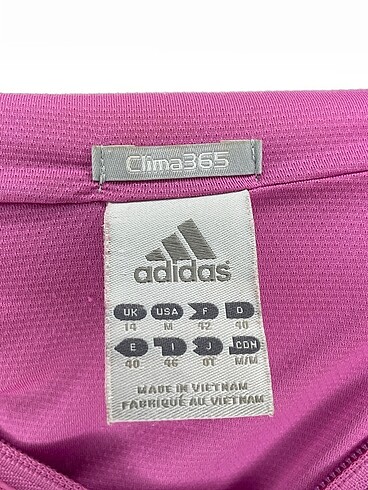 Clima365
adidas
UK USA F D
14 M 42 40
E I J CDN
40 46 OT M/M
MADE IN VIETNAM
FABRIQUÉ AU VIETNAM